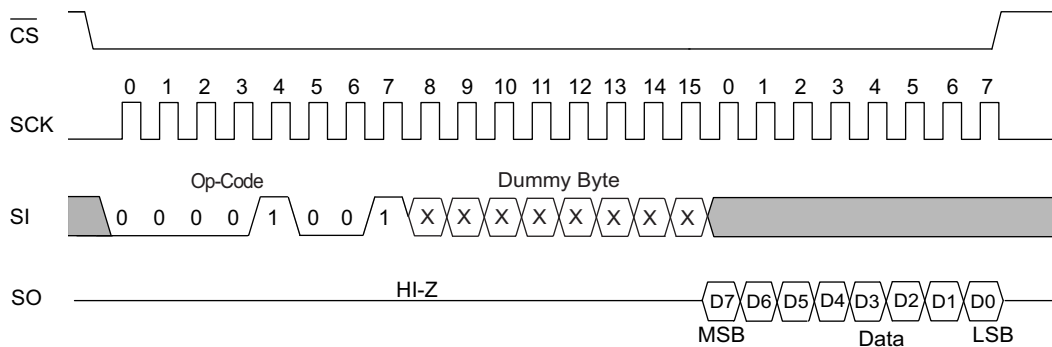 CS
0 1 2 3 4 5 6 7 8 9 10 11 12 13 14 15 0 1 2 3 4 5 6 7
SCK
Op-Code Dummy Byte
SI 0 0 0 0 1 0 0 1 X X X X X X X X
HI-Z
SO D7 D6 D5 D4 D3 D2 D1 D0
MSB Data LSB